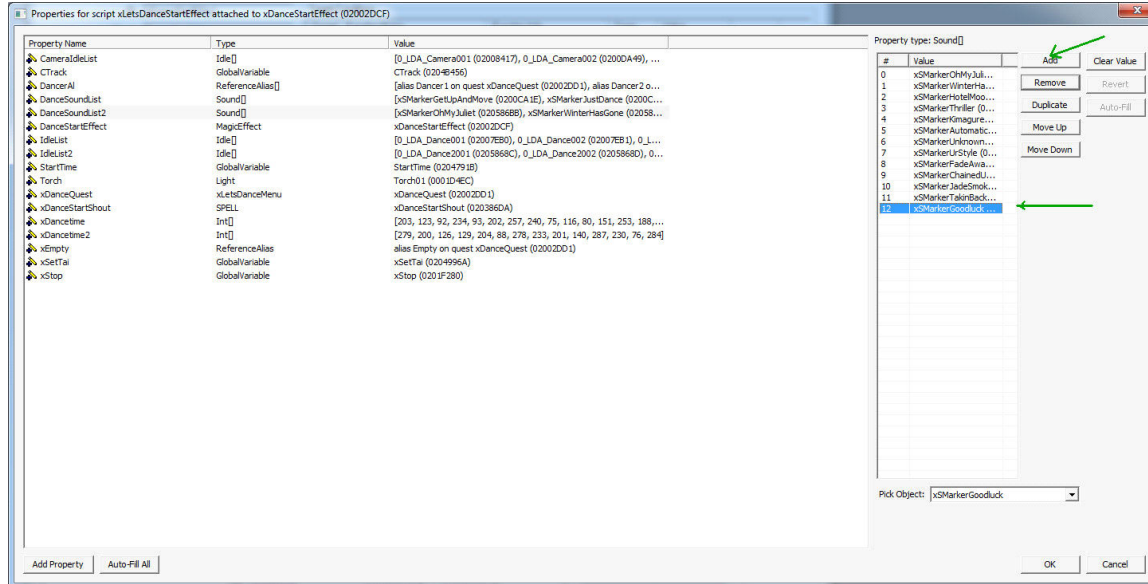 Properties for script xLetsDanceStartEffect attached to xDanceStartEffect (02002DCF)
Property Name Type Value
CameraIdleList Idle[] [0_LDA_Camera001 (02008417), 0_LDA_Camera002 (0200DA49), ...
CTrack GlobalVariable CTrack (0204B456)
DancerAl ReferenceAlias[] [alias Dancer1 on quest xDanceQuest (02002DD1), alias Dancer2 o...
DanceSoundList Sound[] [xSMarkerGetUpAndMove (0200CA1E), xSMarkerJustDance (0200C...
DanceSoundList2 Sound[] [xSMarkerOhMyJuliet (020586BB), xSMarkerWinterHasGone (02058...
DanceStartEffect MagicEffect xDanceStartEffect (02002DCF)
IdleList Idle[] [0_LDA_Dance001 (02007EB0), 0_LDA_Dance002 (02007EB1), 0_L...
IdleList2 Idle[] [0_LDA_Dance2001 (0205868C), 0_LDA_Dance2002 (0205868D), 0...
StartTime GlobalVariable StartTime (0204791B)
Torch Light Torch01 (0001D4EC)
xDanceQuest xLetsDanceMenu xDanceQuest (02002DD1)
xDanceStartShout SPELL xDanceStartShout (020386DA)
xDancetime Int[] [203, 123, 92, 234, 93, 202, 257, 240, 75, 116, 80, 151, 253, 188,...
xDancetime2 Int[] [279, 200, 126, 129, 204, 88, 278, 233, 201, 140, 287, 230, 76, 284]
xEmpty ReferenceAlias alias Empty on quest xDanceQuest (02002DD1)
xSetTai GlobalVariable xSetTai (0204996A)
xStop GlobalVariable xStop (0201F280)
Add Property Auto-Fill All
Property type: Sound[]
# Value
0 xSMarkerOhMyJuli...
1 xSMarkerWinterHa...
2 xSMarkerHotelMoo...
3 xSMarkerThriller (0...
4 xSMarkerKimagure...
5 xSMarkerAutomatic...
6 xSMarkerUnknown...
7 xSMarkerUrStyle (0...
8 xSMarkerFadeAwa...
9 xSMarkerChainedU...
10 xSMarkerJadeSmok...
11 xSMarkerTakinBack...
12 xSMarkerGoodluck ...
Add Clear Value
Remove Revert
Duplicate Auto-Fill
Move Up
Move Down
Pick Object: xSMarkerGoodluck
OK Cancel